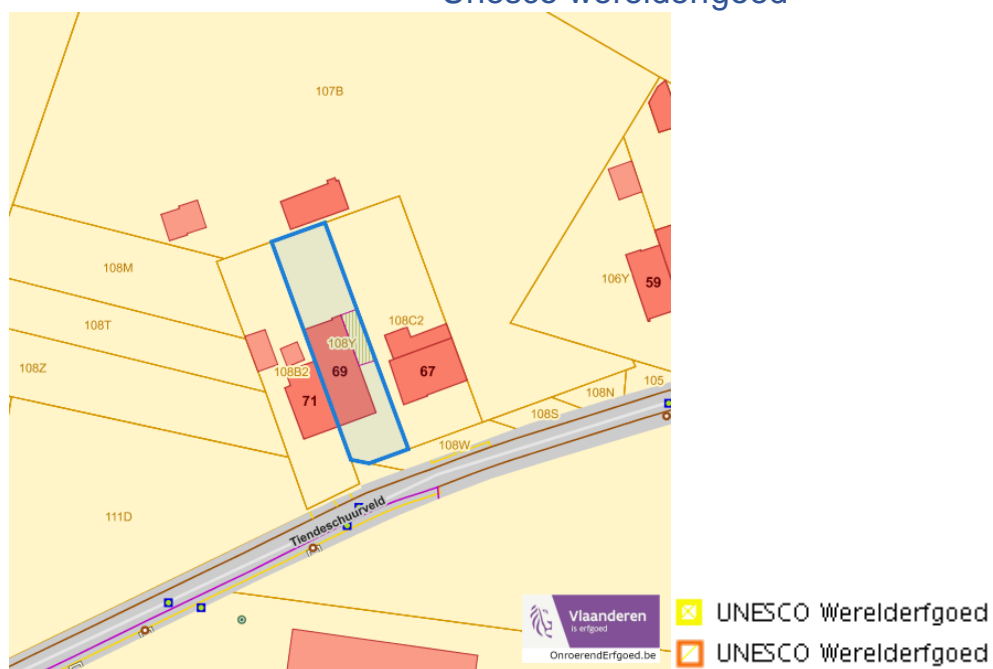 Unesco werelderfgoed
107B
108M
106Y
59
108T
108C2
108Y
108Z
108B2
69
67
71
105
108N
108S
108W
Tiendeschuurveld
111D
Vlaanderen
is erfgoed
OnroerendErfgoed.be
UNESCO Werelderfgoed
UNESCO Werelderfgoed